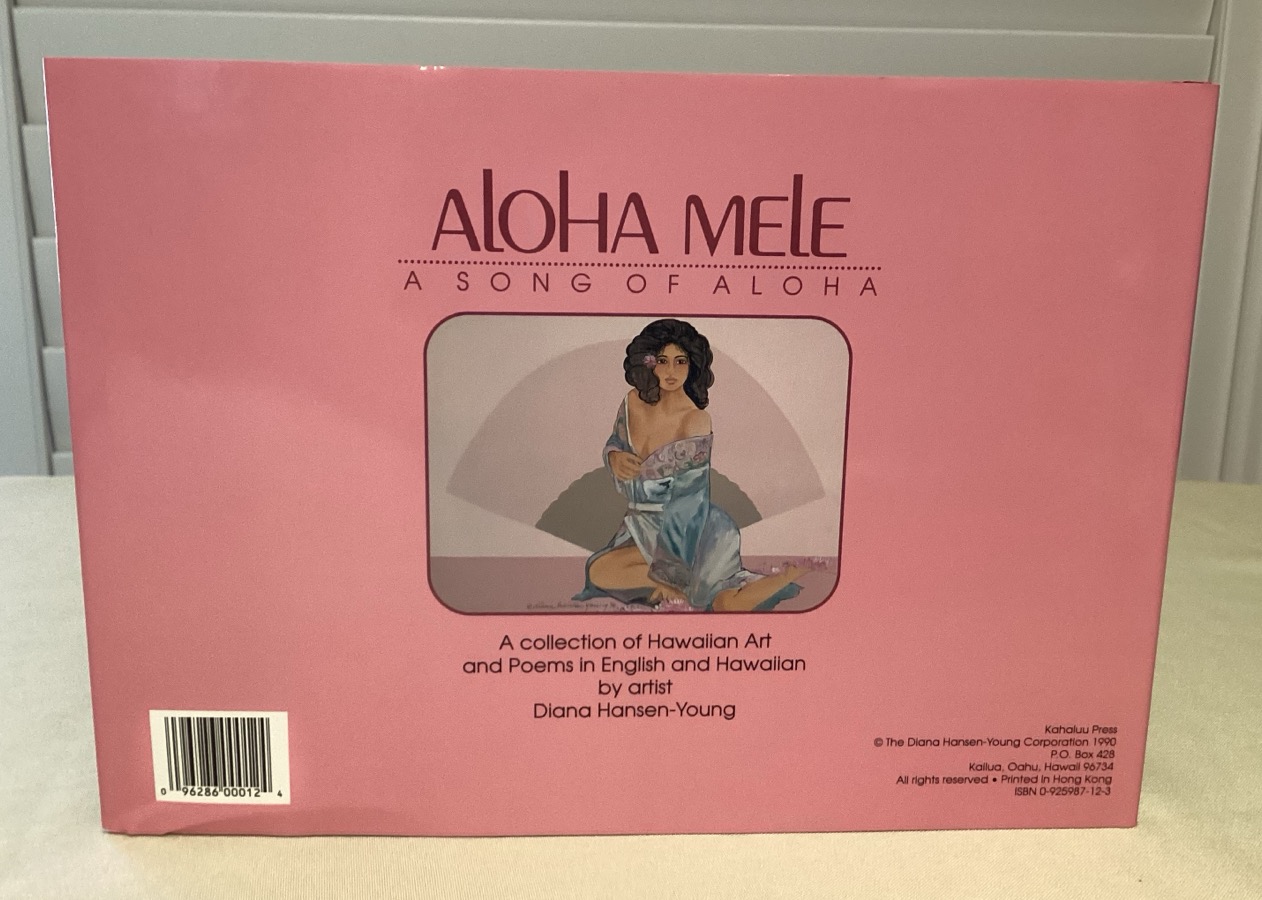 ALOHA MELE
A SONG OF ALOHA
A collection of Hawaiian Art
and Poems in English and Hawaiian
by artist
Diana Hansen-Young
Kahaluu Press
© The Diana Hansen-Young Corporation 1990
P.O. Box 428
Kailua, Oahu, Hawaii 96734
All rights reserved • Printed in Hong Kong
ISBN 0-925987-12-3
0 96286 00012 4